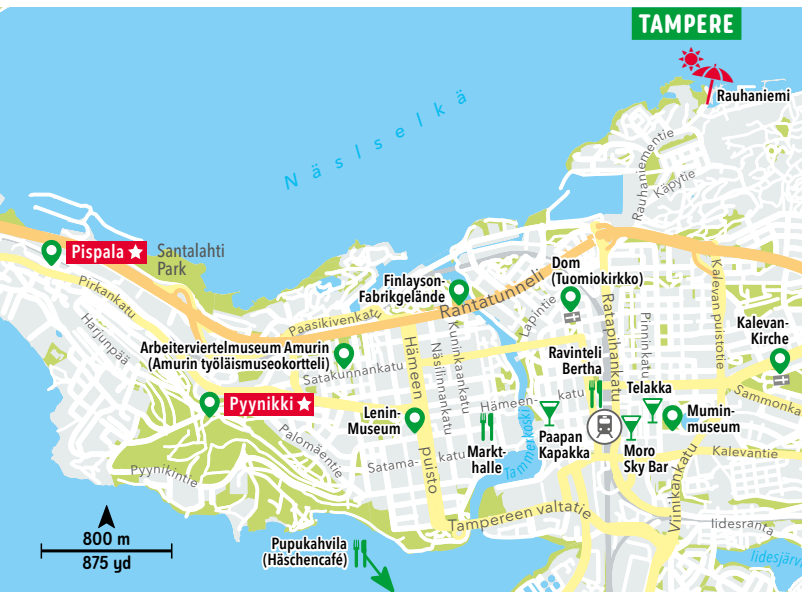 TAMPERE
Rauhaniemi
Näsiselkä
Rauhaniementie
Käpytie
Pispala
Santalahti
Park
Pirkankatu
Harjunpää
Finlayson-
Fabrikgelände
Rantatunneli
Paasikivenkatu
Dom
(Tuomiokirkko)
Lapintie
Ratapihankatu
Pinninkatu
Kalevan puistotie
Kalevan-
Kirche
Arbeiterviertelmuseum Amurin
(Amurin työläismuseokortteli)
Satakunnankatu
Hämeen
puisto
Näsilinnankatu
Kuninkaankatu
Ravinteli
Bertha
Telakka
Sammonka
Pyynikki
Lenin-
Museum
Hämeen-
katu
Mumin-
museum
Palomäentie
Satama-
katu
Markt-
halle
Tammerkoski
Paapan
Kapakka
Moro
Sky Bar
Kalevantie
Viinikankatu
Pyynikintie
Tampereen valtatie
Iidesranta
Iidesjärvi
800 m
875 yd
Pupukahvila
(Häschencafé)